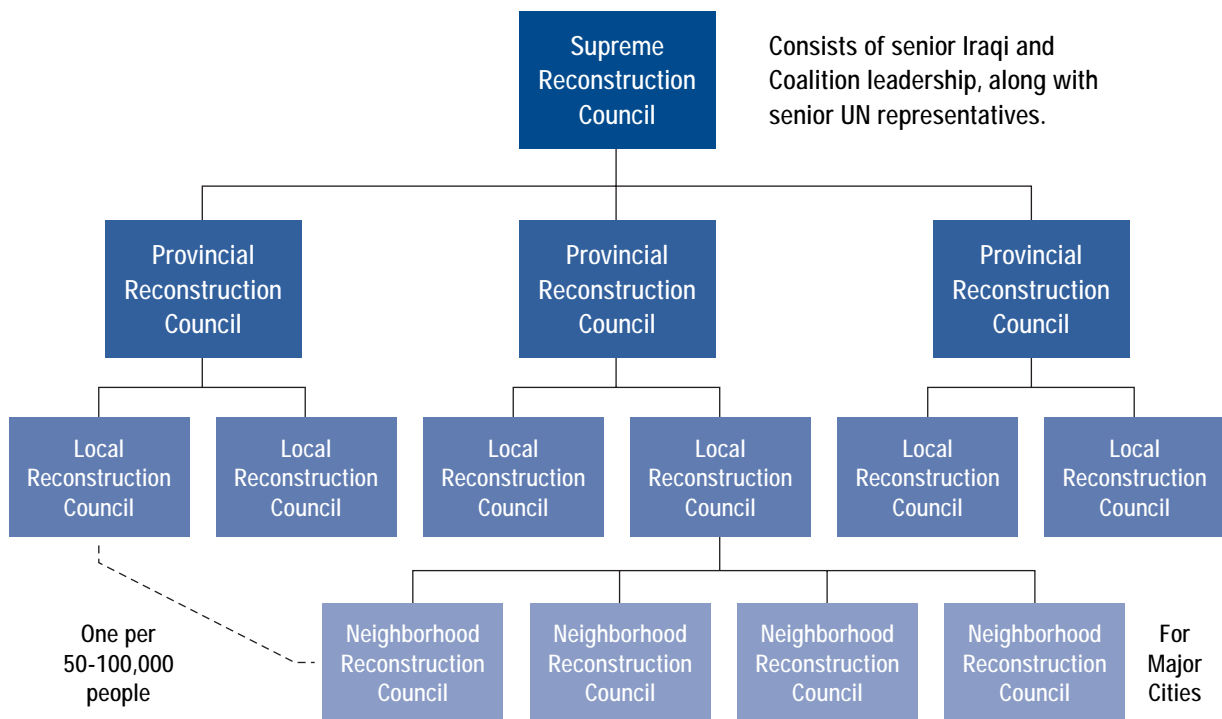 Supreme
Reconstruction
Council
Consists of senior Iraqi and
Coalition leadership, along with
senior UN representatives.
Provincial
Reconstruction
Council
Provincial
Reconstruction
Council
Provincial
Reconstruction
Council
Local
Reconstruction
Council
Local
Reconstruction
Council
Local
Reconstruction
Council
Local
Reconstruction
Council
Local
Reconstruction
Council
Local
Reconstruction
Council
One per
50-100,000
people
Neighborhood
Reconstruction
Council
Neighborhood
Reconstruction
Council
Neighborhood
Reconstruction
Council
Neighborhood
Reconstruction
Council
For
Major
Cities